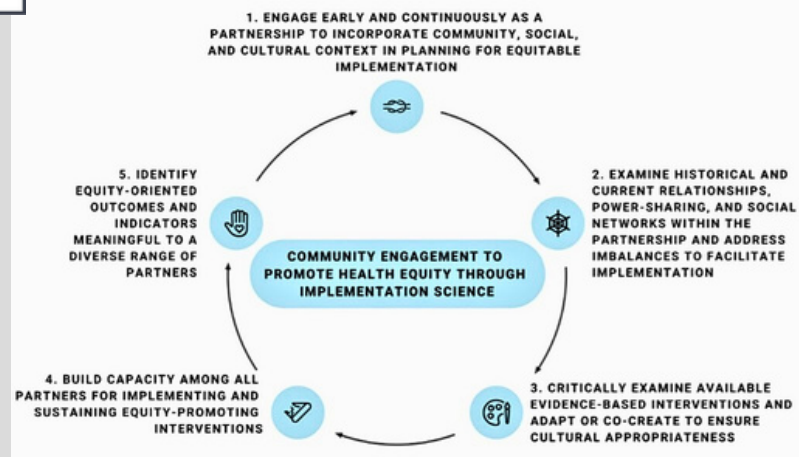 1. ENGAGE EARLY AND CONTINUOUSLY AS A
PARTNERSHIP TO INCORPORATE COMMUNITY, SOCIAL,
AND CULTURAL CONTEXT IN PLANNING FOR EQUITABLE
IMPLEMENTATION
2. EXAMINE HISTORICAL AND
CURRENT RELATIONSHIPS,
POWER-SHARING, AND SOCIAL
NETWORKS WITHIN THE
PARTNERSHIP AND ADDRESS
IMBALANCES TO FACILITATE
IMPLEMENTATION
3. CRITICALLY EXAMINE AVAILABLE
EVIDENCE-BASED INTERVENTIONS AND
ADAPT OR CO-CREATE TO ENSURE
CULTURAL APPROPRIATENESS
4. BUILD CAPACITY AMONG ALL
PARTNERS FOR IMPLEMENTING AND
SUSTAINING EQUITY-PROMOTING
INTERVENTIONS
5. IDENTIFY
EQUITY-ORIENTED
OUTCOMES AND
INDICATORS
MEANINGFUL TO A
DIVERSE RANGE OF
PARTNERS
COMMUNITY ENGAGEMENT TO
PROMOTE HEALTH EQUITY THROUGH
IMPLEMENTATION SCIENCE